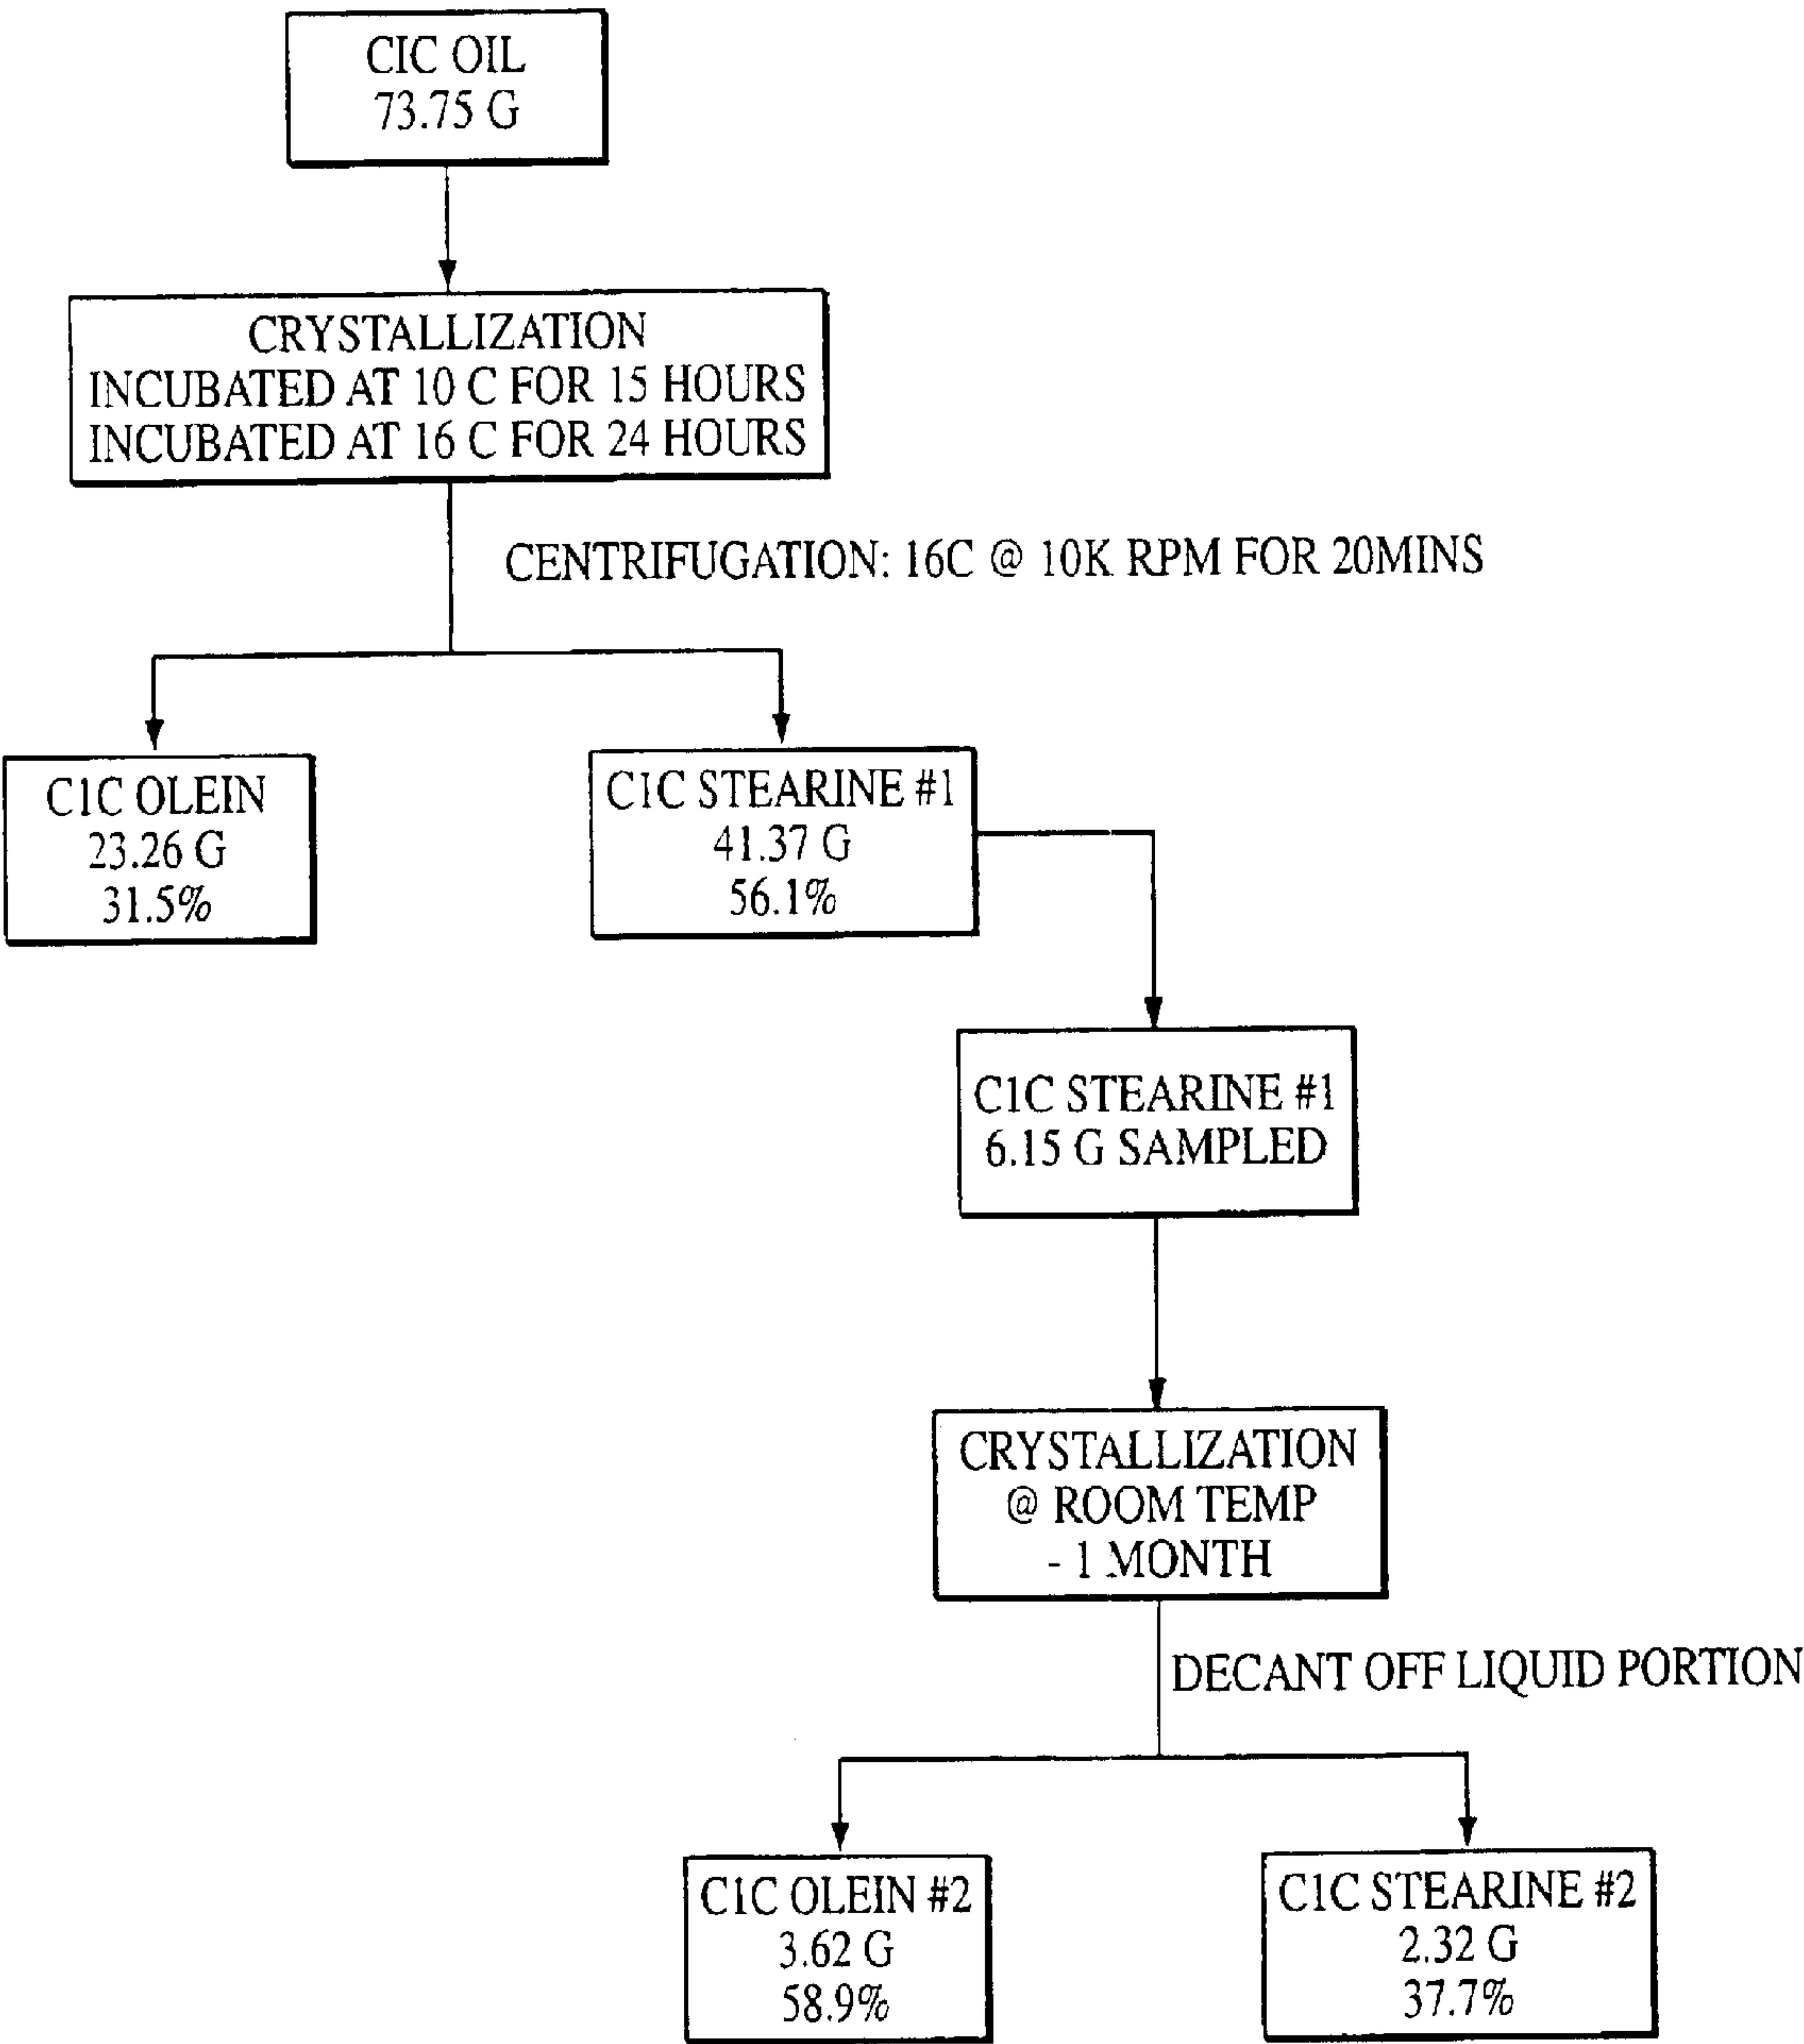 CIC OIL
73.75 G
CRYSTALLIZATION
INCUBATED AT 10 C FOR 15 HOURS
INCUBATED AT 16 C FOR 24 HOURS
CENTRIFUGATION: 16C @ 10K RPM FOR 20MINS
C1C OLEIN
23.26 G
31.5%
C1C STEARINE #1
41.37 G
56.1%
C1C STEARINE #1
6.15 G SAMPLED
CRYSTALLIZATION
@ ROOM TEMP
- 1 MONTH
DECANT OFF LIQUID PORTION
C1C OLEIN #2
3.62 G
58.9%
C1C STEARINE #2
2.32 G
37.7%